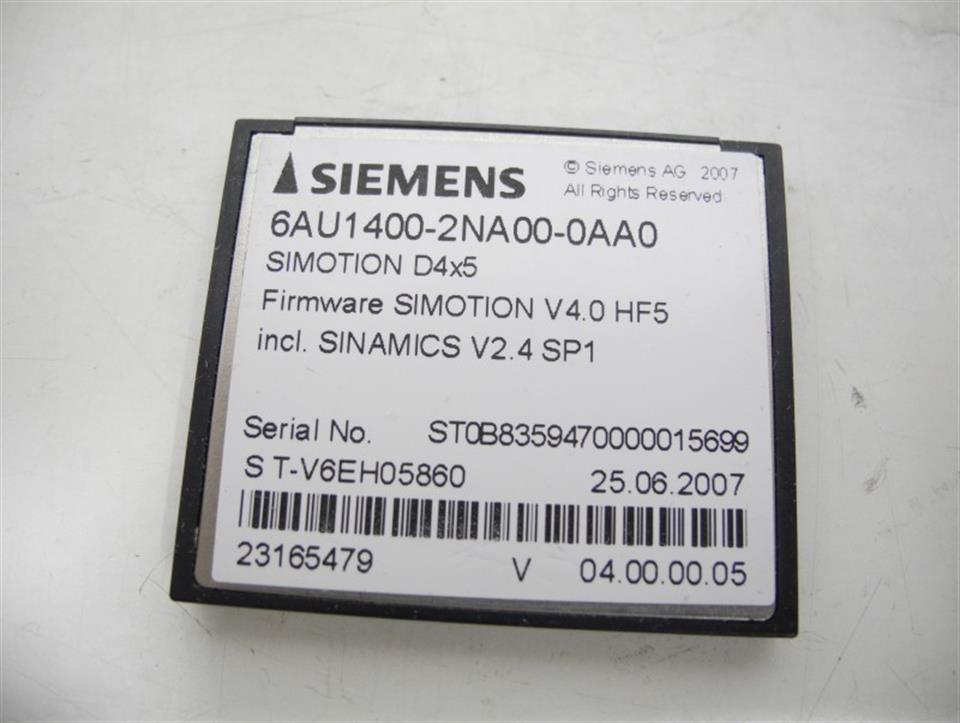 SIEMENS
© Siemens AG 2007
All Rights Reserved
6AU1400-2NA00-0AA0
SIMOTION D4x5
Firmware SIMOTION V4.0 HF5
incl. SINAMICS V2.4 SP1
Serial No. ST0B8359470000015699
S T-V6EH05860 25.06.2007
23165479 V 04.00.00.05